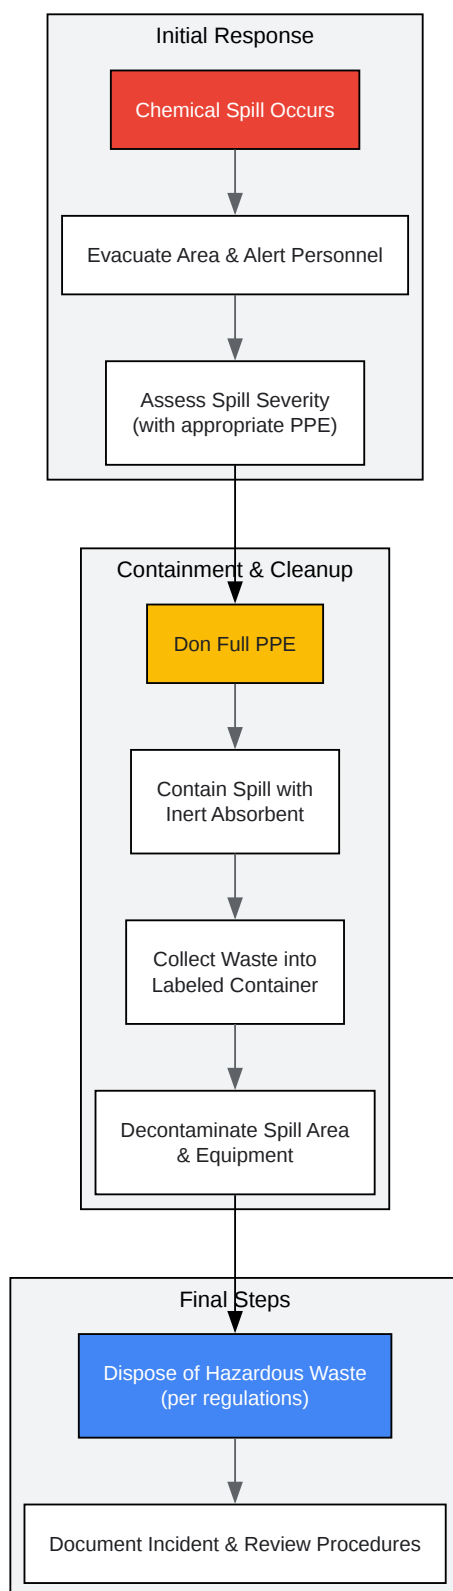 Initial Response
Chemical Spill Occurs
Evacuate Area & Alert Personnel
Assess Spill Severity
(with appropriate PPE)
Containment & Cleanup
Don Full PPE
Contain Spill with
Inert Absorbent
Collect Waste into
Labeled Container
Decontaminate Spill Area
& Equipment
Final Steps
Dispose of Hazardous Waste
(per regulations)
Document Incident & Review Procedures